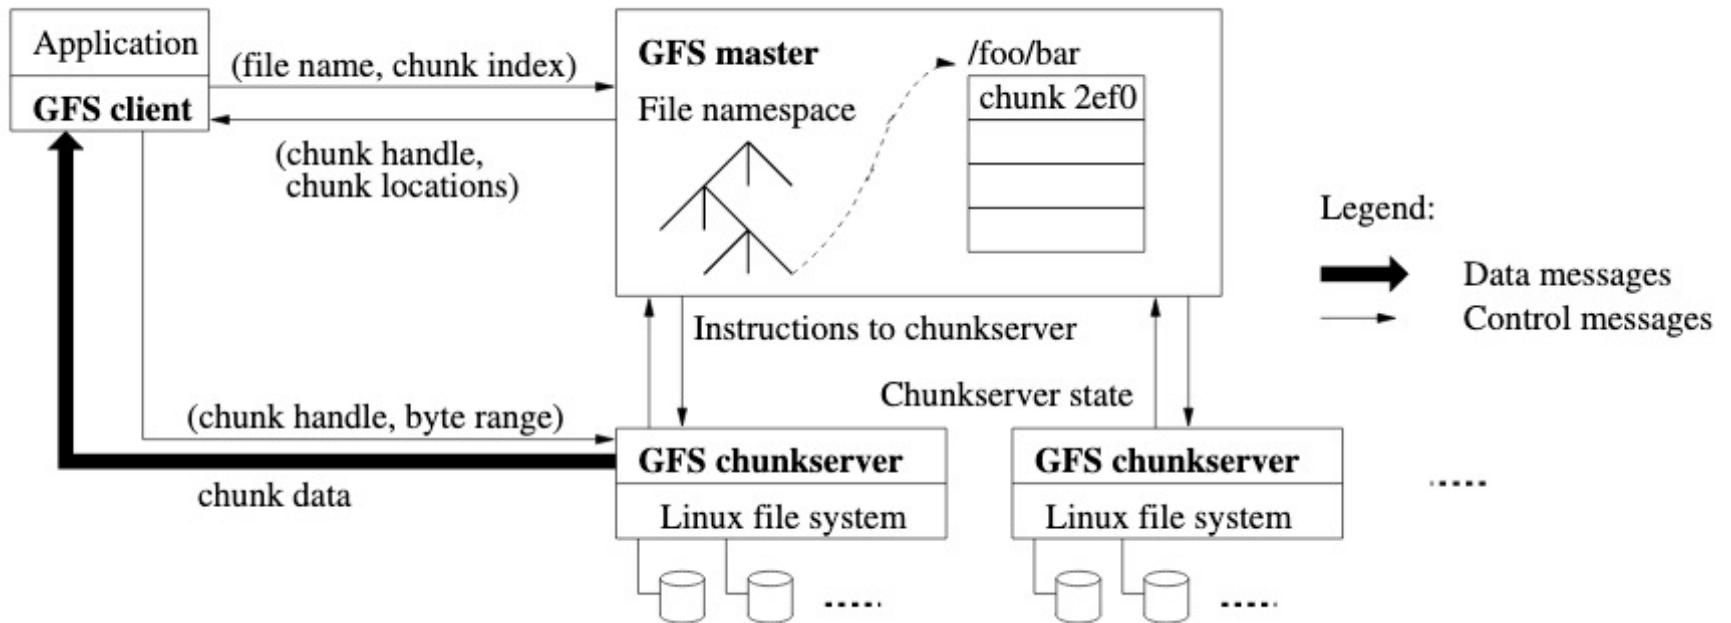 Application
GFS client
(file name, chunk index)
(chunk handle,
chunk locations)
GFS master
File namespace
/foo/bar
chunk 2ef0
Legend:
Data messages
Control messages
Instructions to chunkserver
Chunkserver state
(chunk handle, byte range)
chunk data
GFS chunkserver
Linux file system
GFS chunkserver
Linux file system